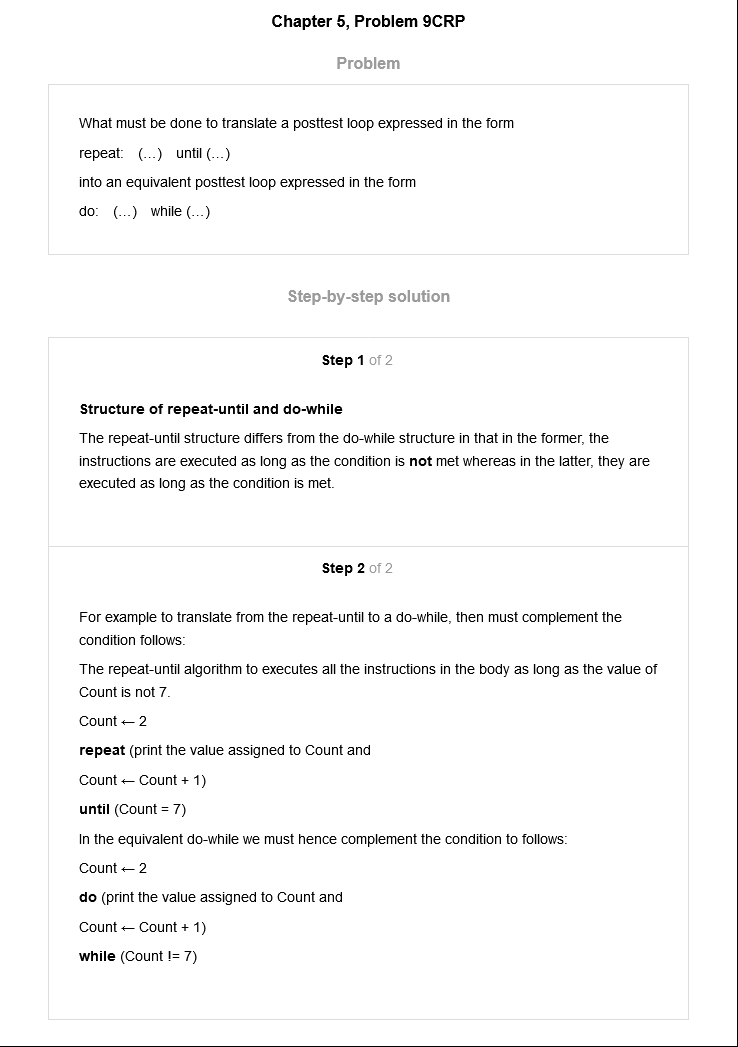 Chapter 5, Problem 9CRP
Problem
What must be done to translate a posttest loop expressed in the form
repeat: (...) until (...)
into an equivalent posttest loop expressed in the form
do: (...) while (...)
Step-by-step solution
Step 1 of 2
Structure of repeat-until and do-while
The repeat-until structure differs from the do-while structure in that in the former, the
instructions are executed as long as the condition is not met whereas in the latter, they are
executed as long as the condition is met.
Step 2 of 2
For example to translate from the repeat-until to a do-while, then must complement the
condition follows:
The repeat-until algorithm to executes all the instructions in the body as long as the value of
Count is not 7.
Count ← 2
repeat (print the value assigned to Count and
Count ← Count + 1)
until (Count = 7)
In the equivalent do-while we must hence complement the condition to follows:
Count ← 2
do (print the value assigned to Count and
Count ← Count + 1)
while (Count != 7)